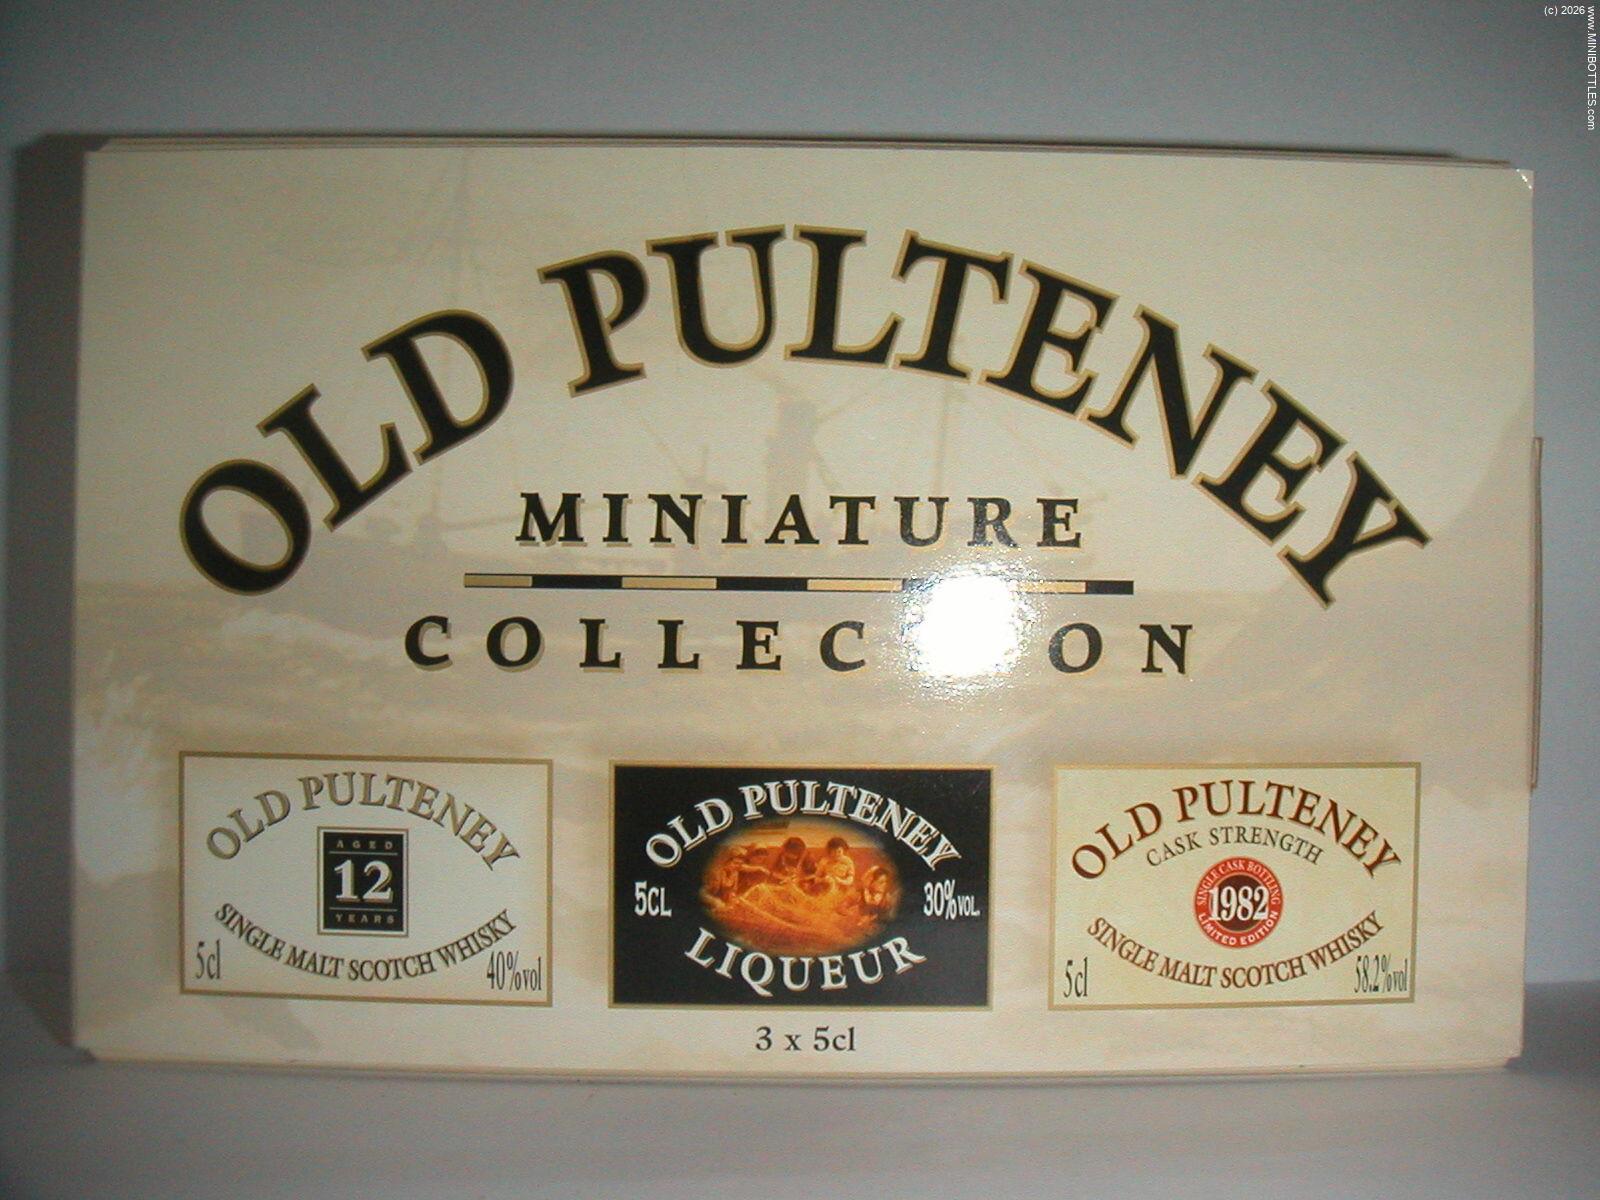 (c) 2026 www.MINIBOTTLES.com
OLD PULTENEY
MINIATURE
COLLEC ON
OLD PULTENEY
AGED
12
YEARS
SINGLE MALT SCOTCH WHISKY
5cl 40%vol
OLD PULTENEY
5CL 30%VOL.
LIQUEUR
OLD PULTENEY
CASK STRENGTH
SINGLE CASK BOTTLING
1982
LIMITED EDITION
SINGLE MALT SCOTCH WHISKY
5cl 58.2%vol
3 x 5cl